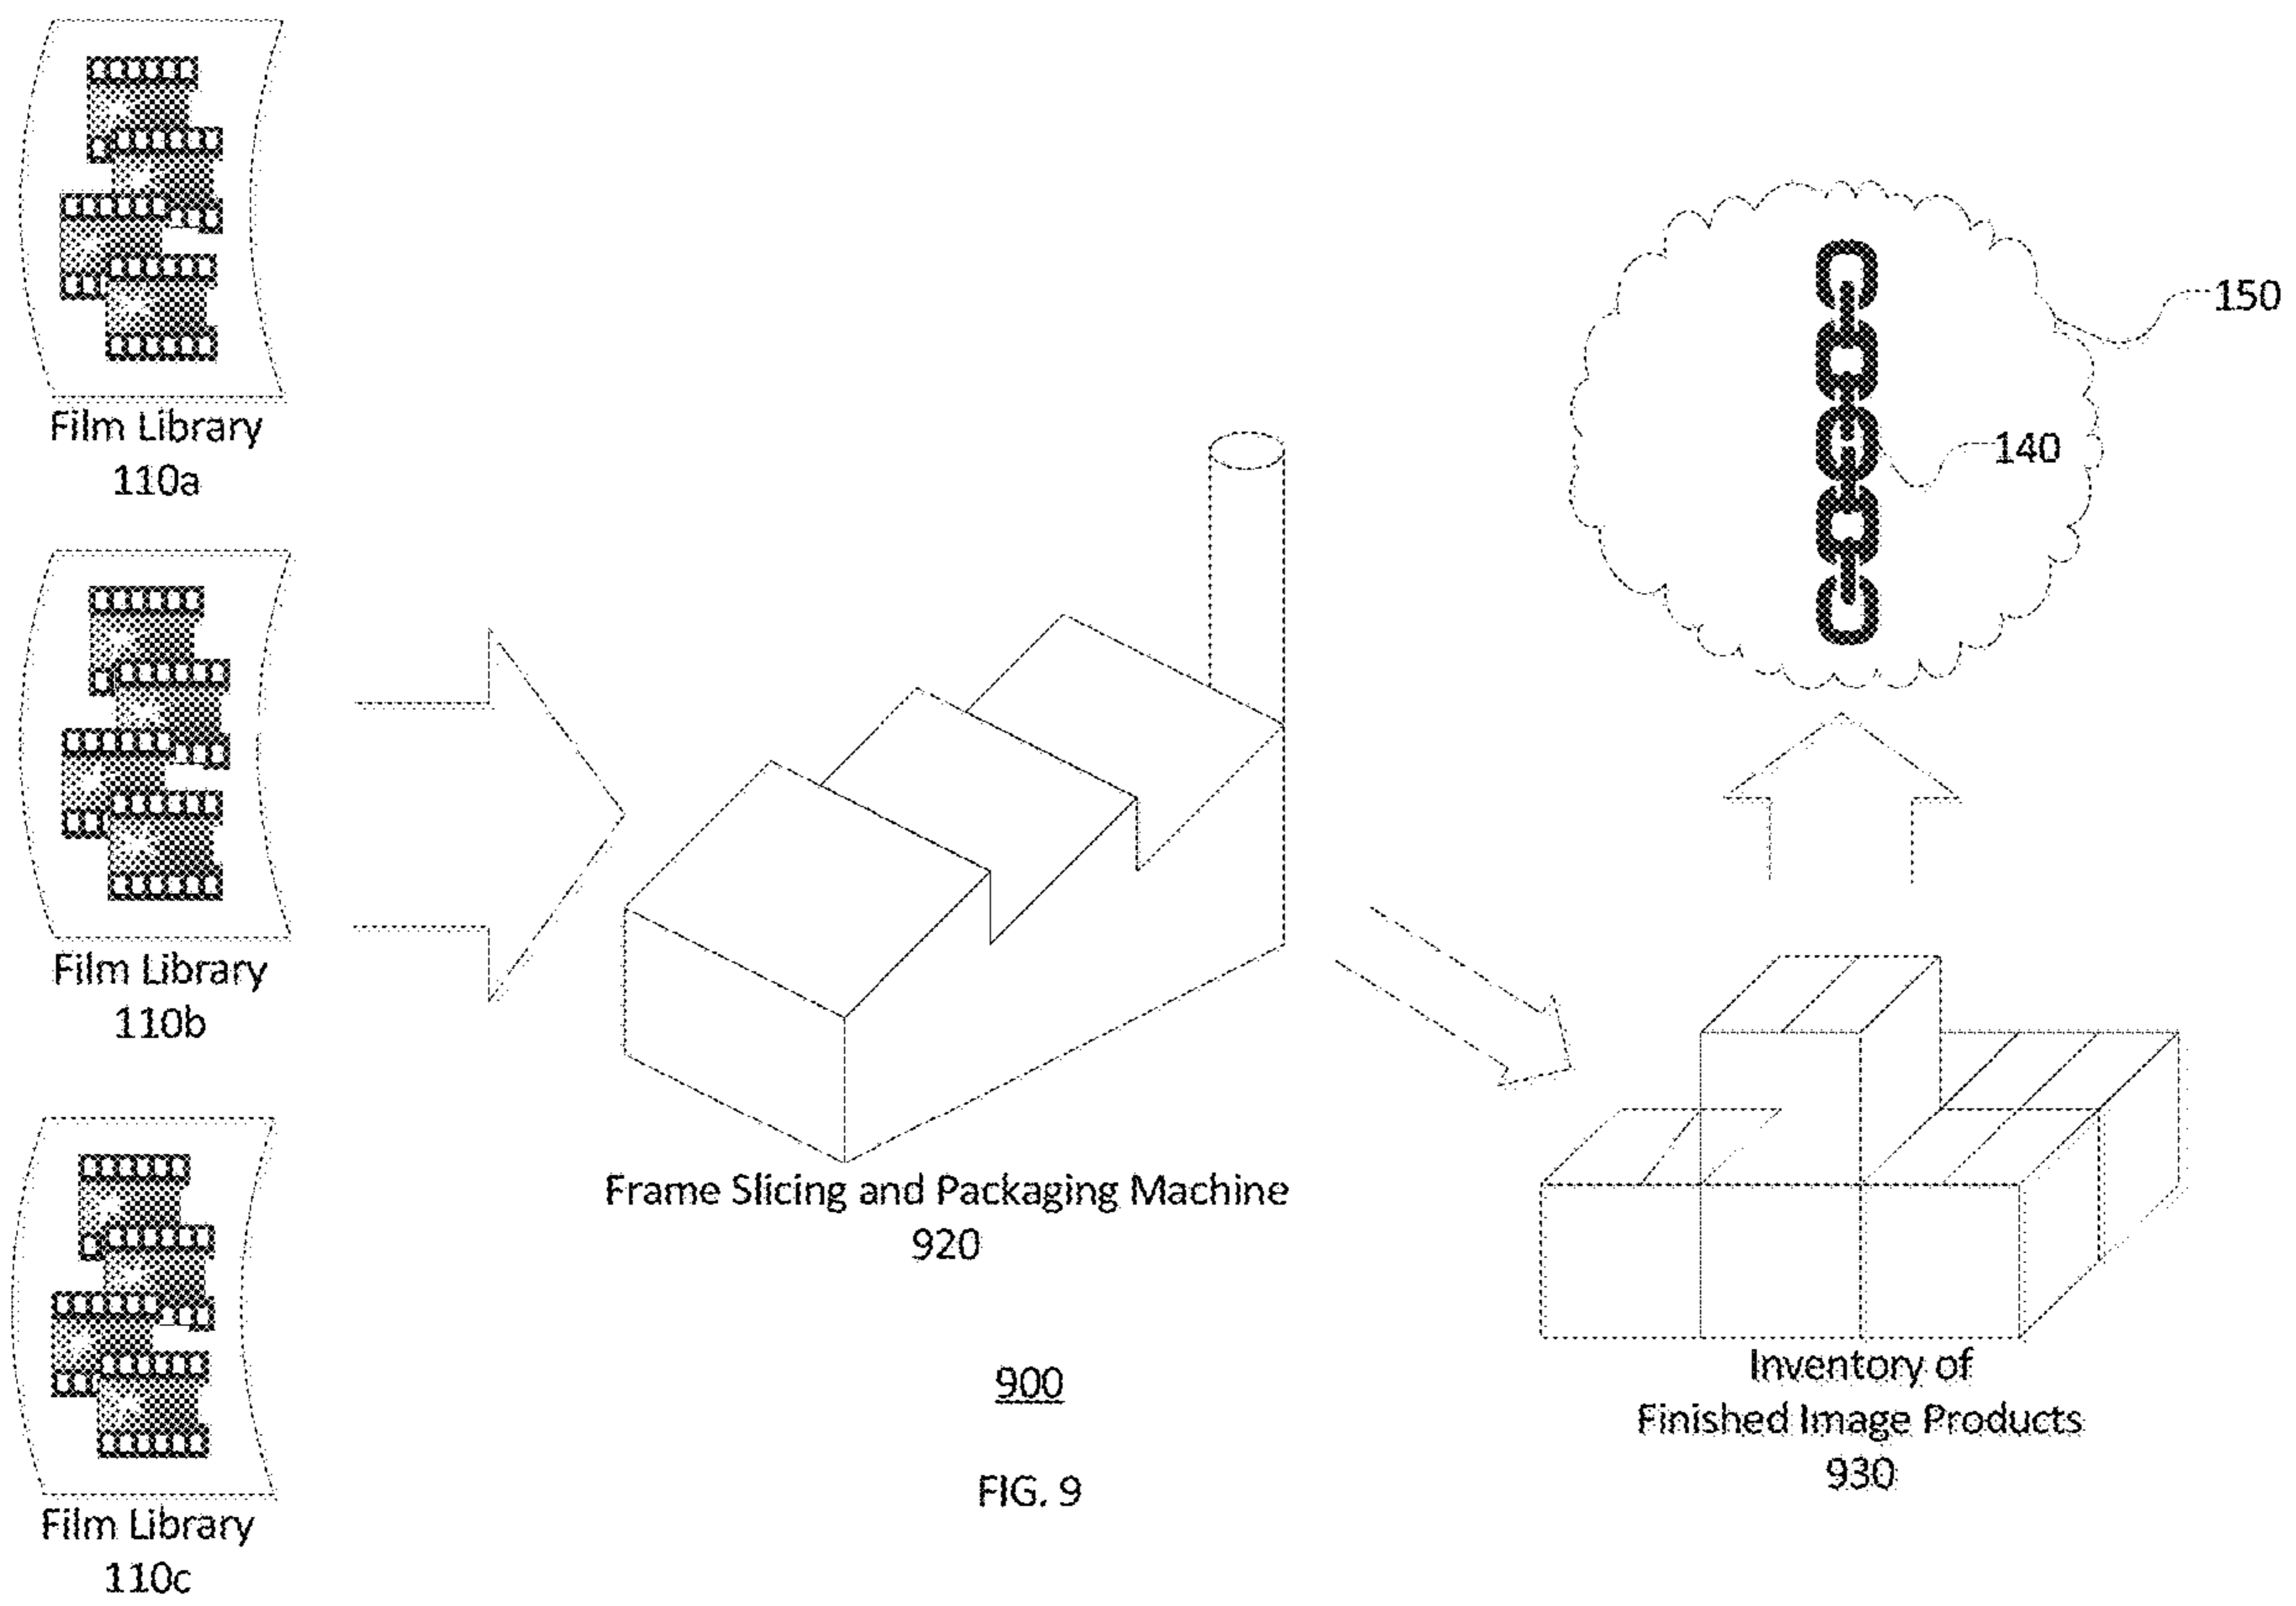 Film Library
110a
Film Library
110b
Film Library
110c
Frame Slicing and Packaging Machine
920
900
FIG. 9
150
140
Inventory of
Finished Image Products
930